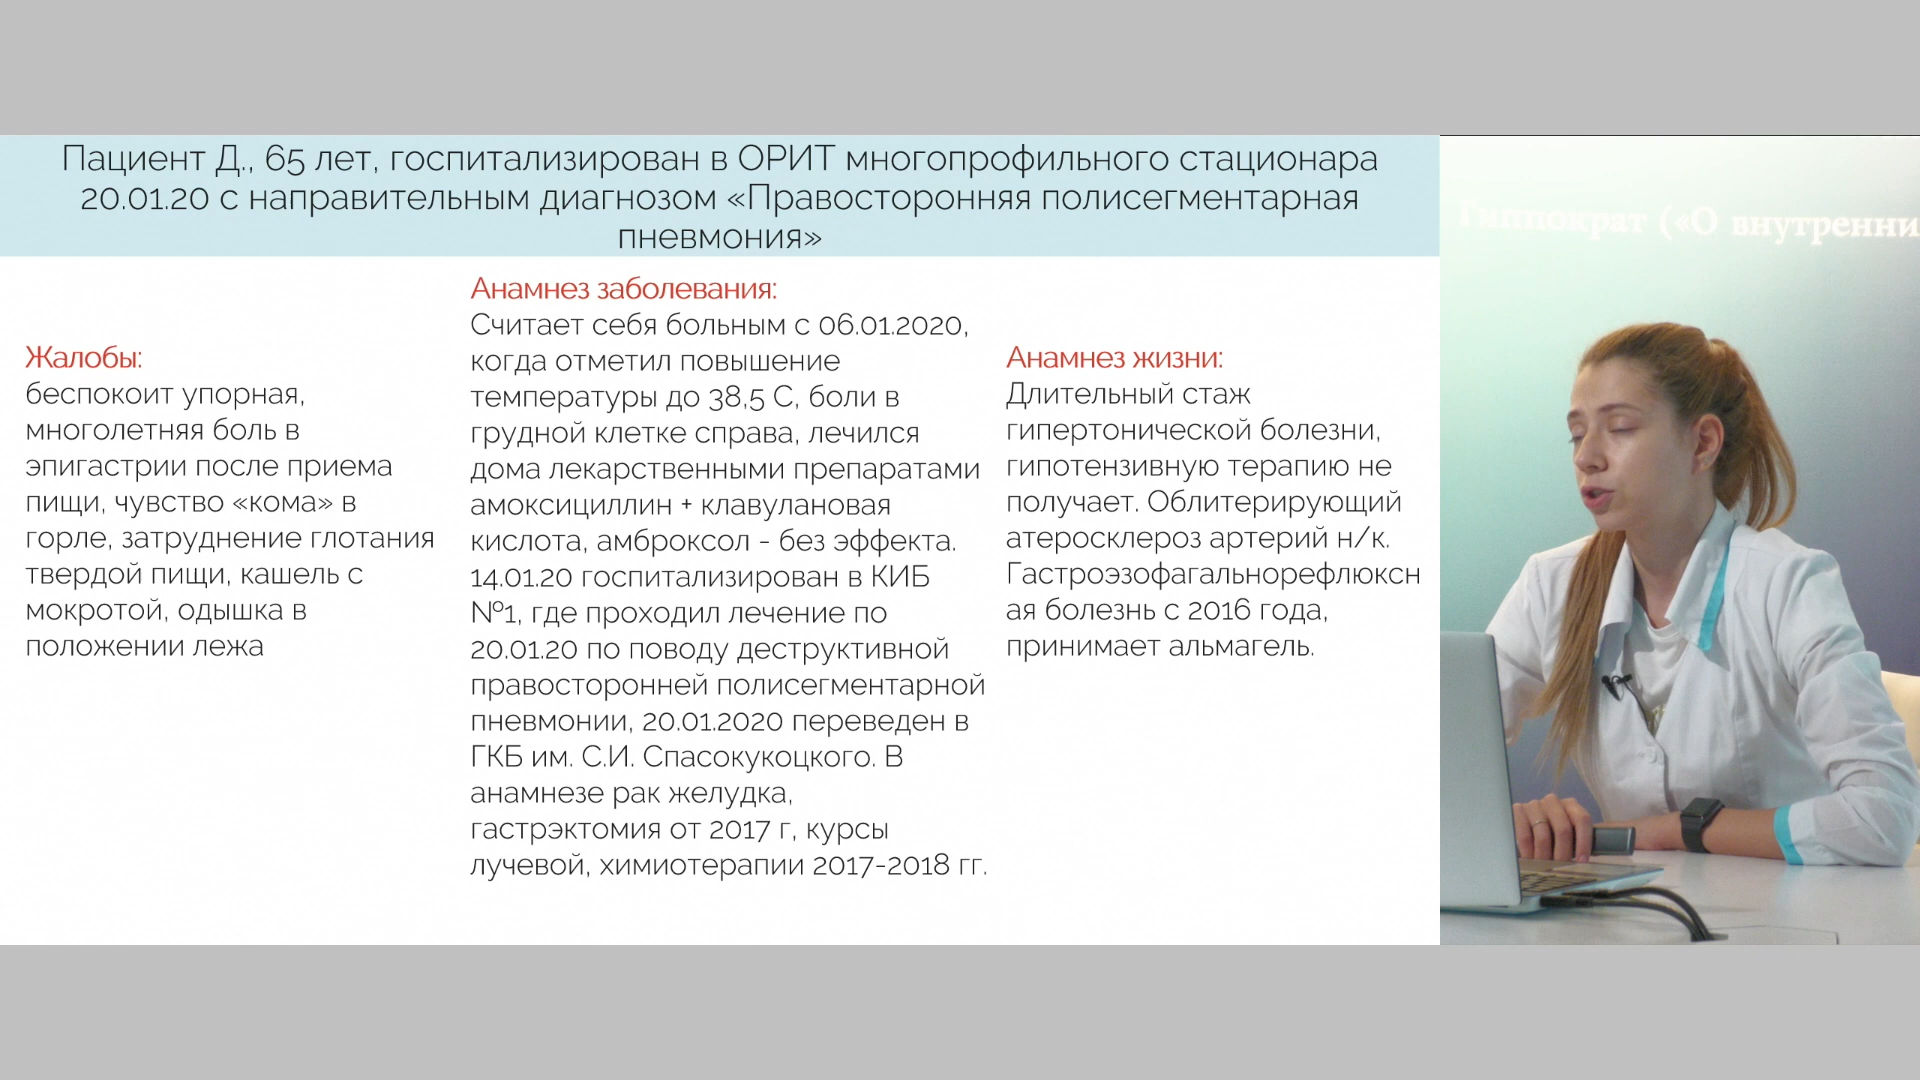 Пациент Д., 65 лет, госпитализирован в ОРИТ многопрофильного стационара
20.01.20 с направительным диагнозом «Правосторонняя полисегментарная
пневмония»
Жалобы:
беспокоит упорная,
многолетняя боль в
эпигастрии после приема
пищи, чувство «кома» в
горле, затруднение глотания
твердой пищи, кашель с
мокротой, одышка в
положении лежа
Анамнез заболевания:
Считает себя больным с 06.01.2020,
когда отметил повышение
температуры до 38,5 С, боли в
грудной клетке справа, лечился
дома лекарственными препаратами
амоксициллин + клавулановая
кислота, амброксол - без эффекта.
14.01.20 госпитализирован в КИБ
№1, где проходил лечение по
20.01.20 по поводу деструктивной
правосторонней полисегментарной
пневмонии, 20.01.2020 переведен в
ГКБ им. С.И. Спасокукоцкого. В
анамнезе рак желудка,
гастрэктомия от 2017 г, курсы
лучевой, химиотерапии 2017-2018 гг.
Анамнез жизни:
Длительный стаж
гипертонической болезни,
гипотензивную терапию не
получает. Облитерирующий
атеросклероз артерий н/к.
Гастроэзофагальнорефлюксн
ая болезнь с 2016 года,
принимает альмагель.
Гиппократ («О внутренни